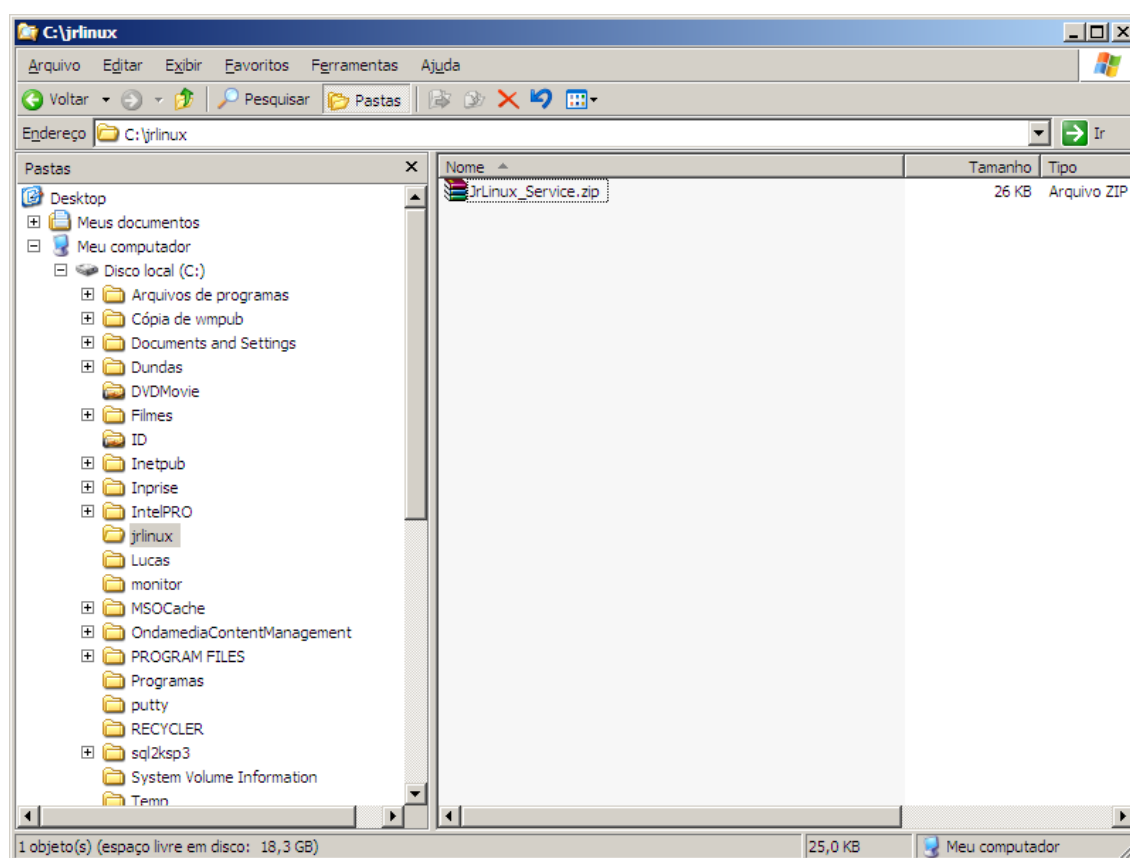 C:\jrlinux
Arquivo Editar Exibir Favoritos Ferramentas Ajuda
Voltar Pesquisar Pastas
Endereço C:\jrlinux Ir
Pastas
Nome Tamanho Tipo
Desktop
Meus documentos
Meu computador
Disco local (C:)
Arquivos de programas
Cópia de wmpub
Documents and Settings
Dundas
DVDMovie
Filmes
ID
Inetpub
Inprise
IntelPRO
jrlinux
Lucas
monitor
MSOCache
OndamediaContentManagement
PROGRAM FILES
Programas
putty
RECYCLER
sql2ksp3
System Volume Information
Temp
JrLinux_Service.zip 26 KB Arquivo ZIP
1 objeto(s) (espaço livre em disco: 18,3 GB) 25,0 KB Meu computador